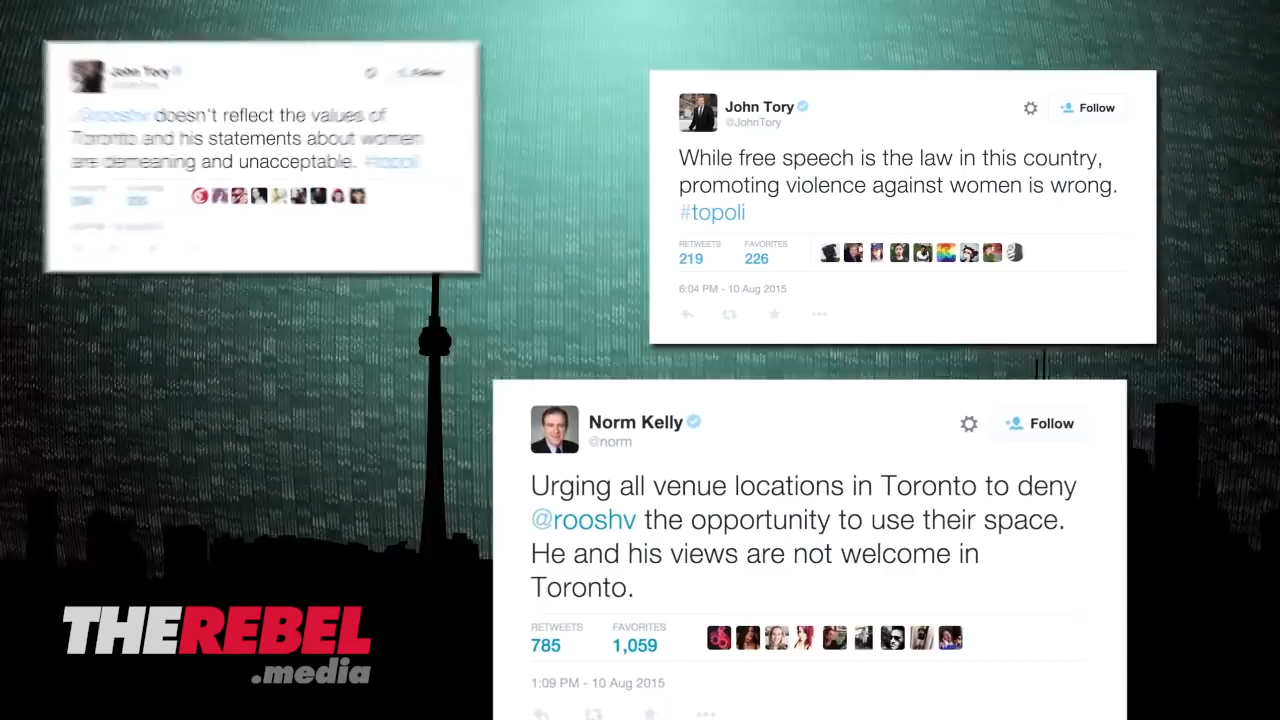 John Tory
Follow
.@rooshv doesn't reflect the values of
Toronto and his statements about women
are demeaning and unacceptable. #topoli
John Tory
@JohnTory
Follow
While free speech is the law in this country,
promoting violence against women is wrong.
#topoli
RETWEETS FAVORITES
219 226
6:04 PM - 10 Aug 2015
Norm Kelly
@norm
Follow
Urging all venue locations in Toronto to deny
@rooshv the opportunity to use their space.
He and his views are not welcome in
Toronto.
RETWEETS FAVORITES
785 1,059
1:09 PM - 10 Aug 2015
THEREBEL
.media